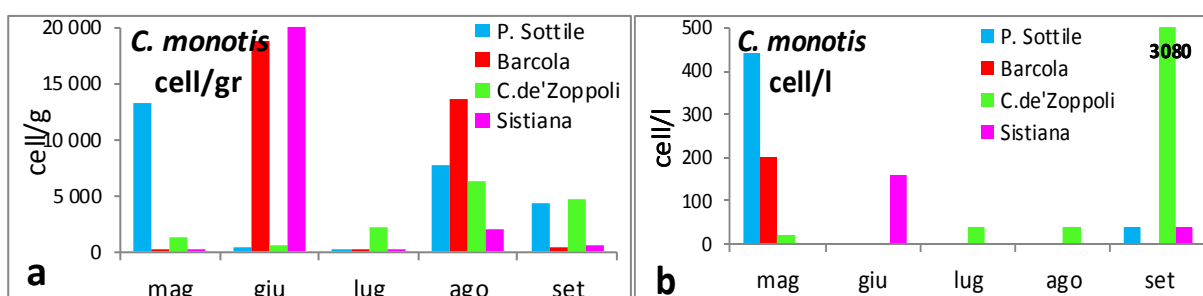 C. monotis
cell/gr
cell/g
20 000
15 000
10 000
5 000
0
P. Sottile
Barcola
C.de'Zoppoli
Sistiana
mag giu lug ago set
a
C. monotis
cell/l
cell/l
500
400
300
200
100
0
P. Sottile
Barcola
C.de'Zoppoli
Sistiana
3080
mag giu lug ago set
b